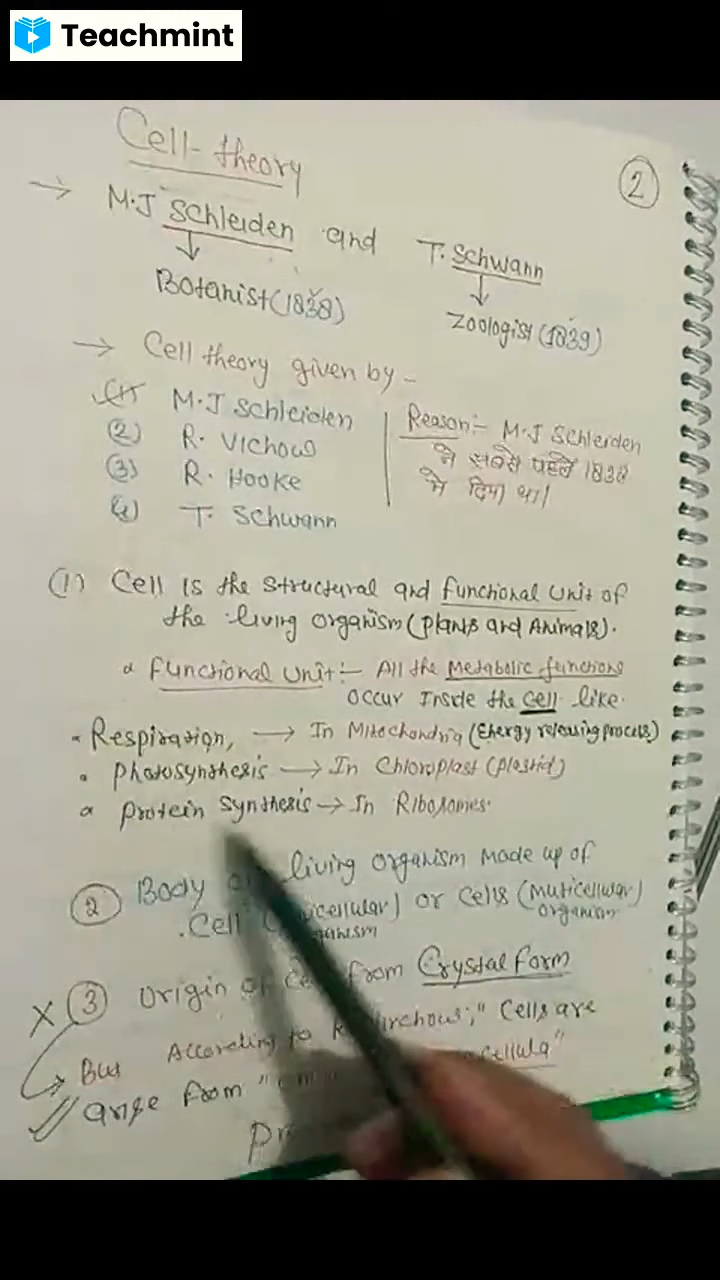 Teachmint
Cell-theory
2
→ M.J Schleiden and T. Schwann
Botanist (1838)
Zoologist (1839)
→ Cell theory given by -
(1) M.J Schleiden
(2) R. Vichow
(3) R. Hooke
(4) T. Schwann
Reason:- M.J Schleiden
ने सबसे पहले 1838
मे दिया था।
(1) Cell is the structural and functional unit of
the living organism (plants and Animals).
functional unit:- All the Metabolic functions
occur inside the cell like.
• Respiration, → In Mitochondria (Energy releasing process)
• Photosynthesis → In Chloroplast (plastid)
• Protein Synthesis → In Ribosomes.
(2) Body living organism made up of
Cell or cells (Muticellular)
organism
X (3) Origin of from Crystal form
But According to "Cells are
arise from